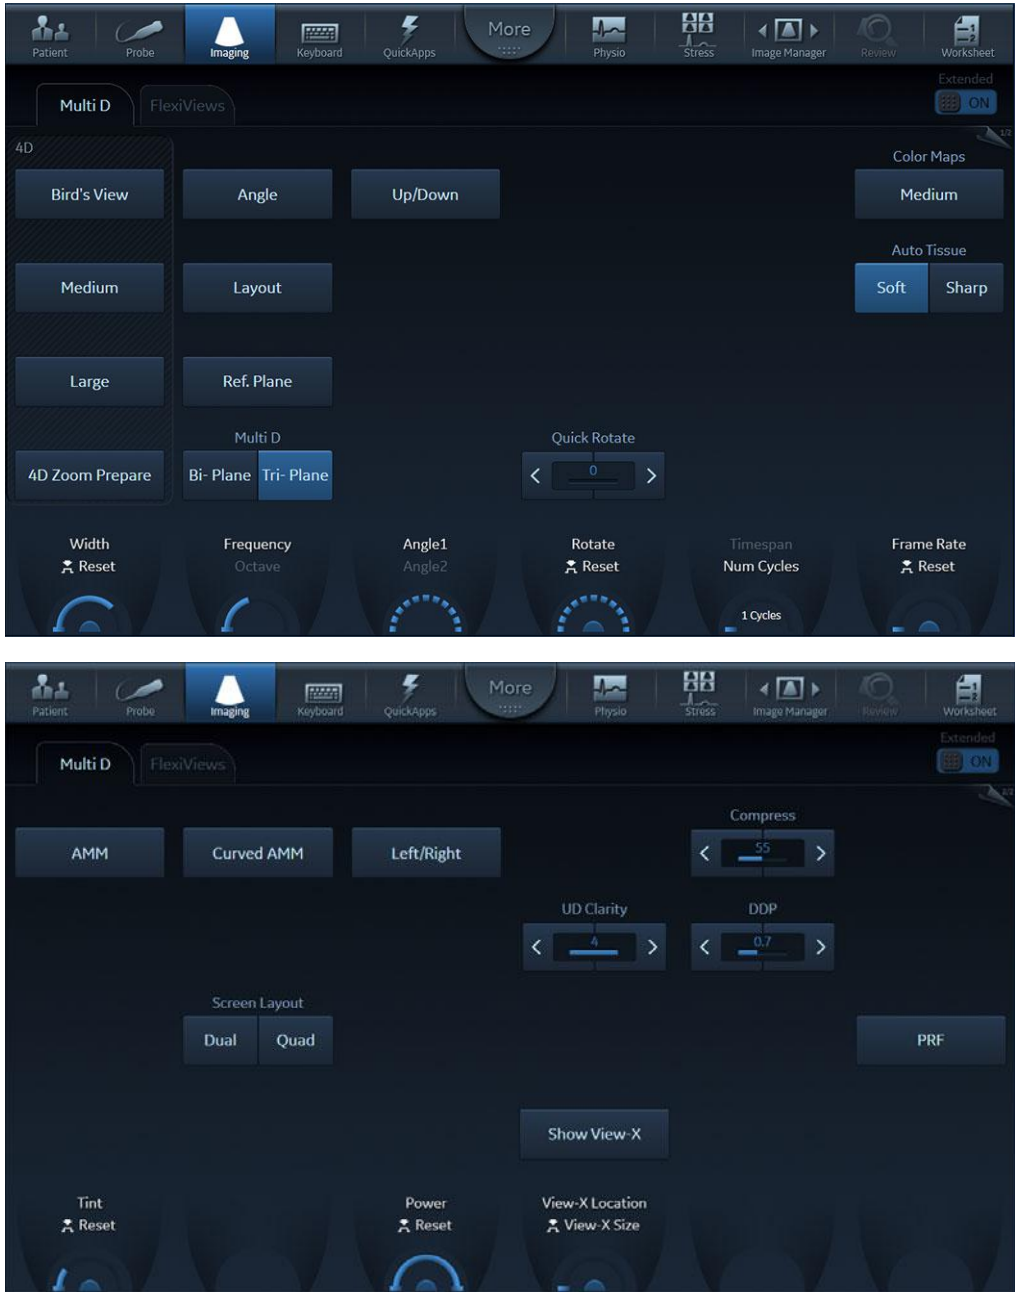 Patient Probe Imaging Keyboard QuickApps More Physio Stress Image Manager Review Worksheet
Extended
Multi D FlexiViews ON
1/2
4D Color Maps
Bird's View Angle Up/Down Medium
Auto Tissue
Medium Layout Soft Sharp
Large Ref. Plane
Multi D Quick Rotate
4D Zoom Prepare Bi- Plane Tri- Plane < 0 >
Width Frequency Angle1 Rotate Timespan Frame Rate
Reset Octave Angle2 Reset Num Cycles Reset
1 Cycles
Patient Probe Imaging Keyboard QuickApps More Physio Stress Image Manager Review Worksheet
Extended
Multi D FlexiViews ON
2/2
Compress
AMM Curved AMM Left/Right < 55 >
UD Clarity DDP
< 4 > < 0.7 >
Screen Layout
Dual Quad PRF
Show View-X
Tint Power View-X Location
Reset Reset View-X Size